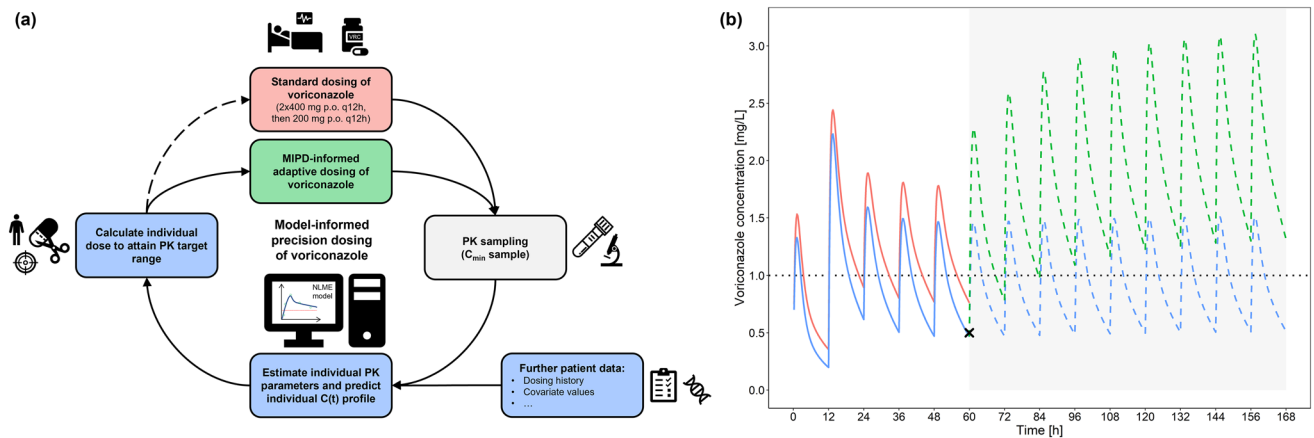 (a)
VRC
Standard dosing of
voriconazole
(2x400 mg p.o. q12h,
then 200 mg p.o. q12h)
MIPD-informed
adaptive dosing of
voriconazole
Calculate individual
dose to attain PK target
range
Model-informed
precision dosing
of voriconazole
PK sampling
(Cmin sample)
NLME
model
Estimate individual PK
parameters and predict
individual C(t) profile
Further patient data:
• Dosing history
• Covariate values
• ...
(b)
Voriconazole concentration [mg/L]
3.0
2.5
2.0
1.5
1.0
0.5
0.0
0 12 24 36 48 60 72 84 96 108 120 132 144 156 168
Time [h]